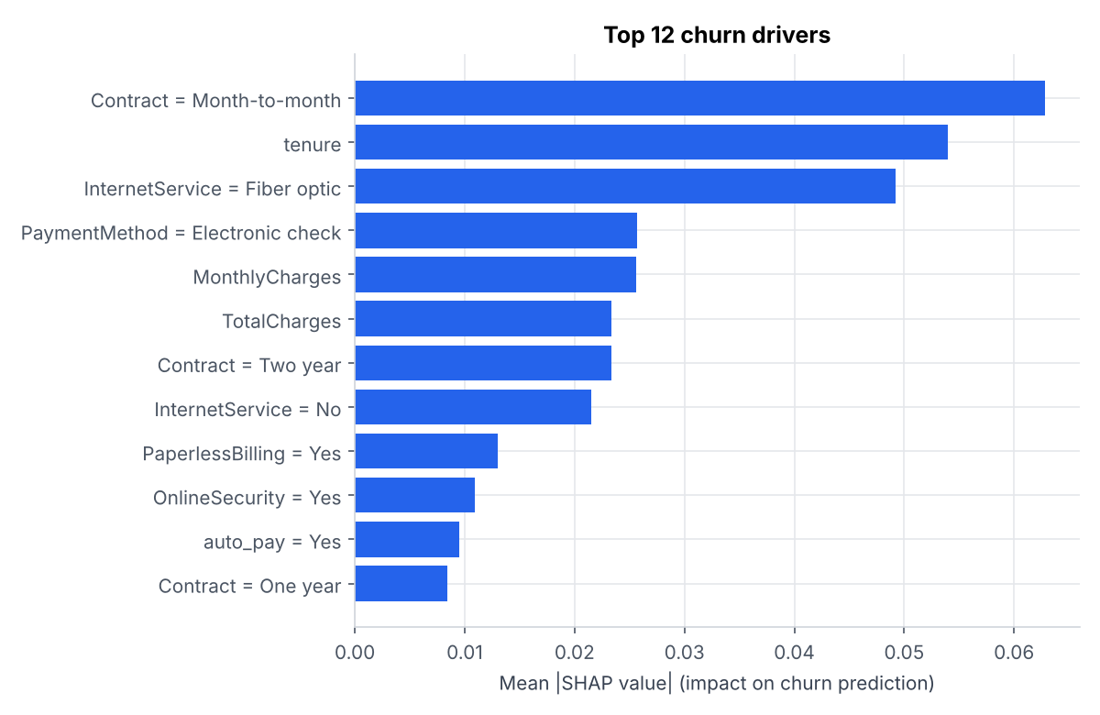 Top 12 churn drivers
Contract = Month-to-month
tenure
InternetService = Fiber optic
PaymentMethod = Electronic check
MonthlyCharges
TotalCharges
Contract = Two year
InternetService = No
PaperlessBilling = Yes
OnlineSecurity = Yes
auto_pay = Yes
Contract = One year
0.00 0.01 0.02 0.03 0.04 0.05 0.06
Mean |SHAP value| (impact on churn prediction)